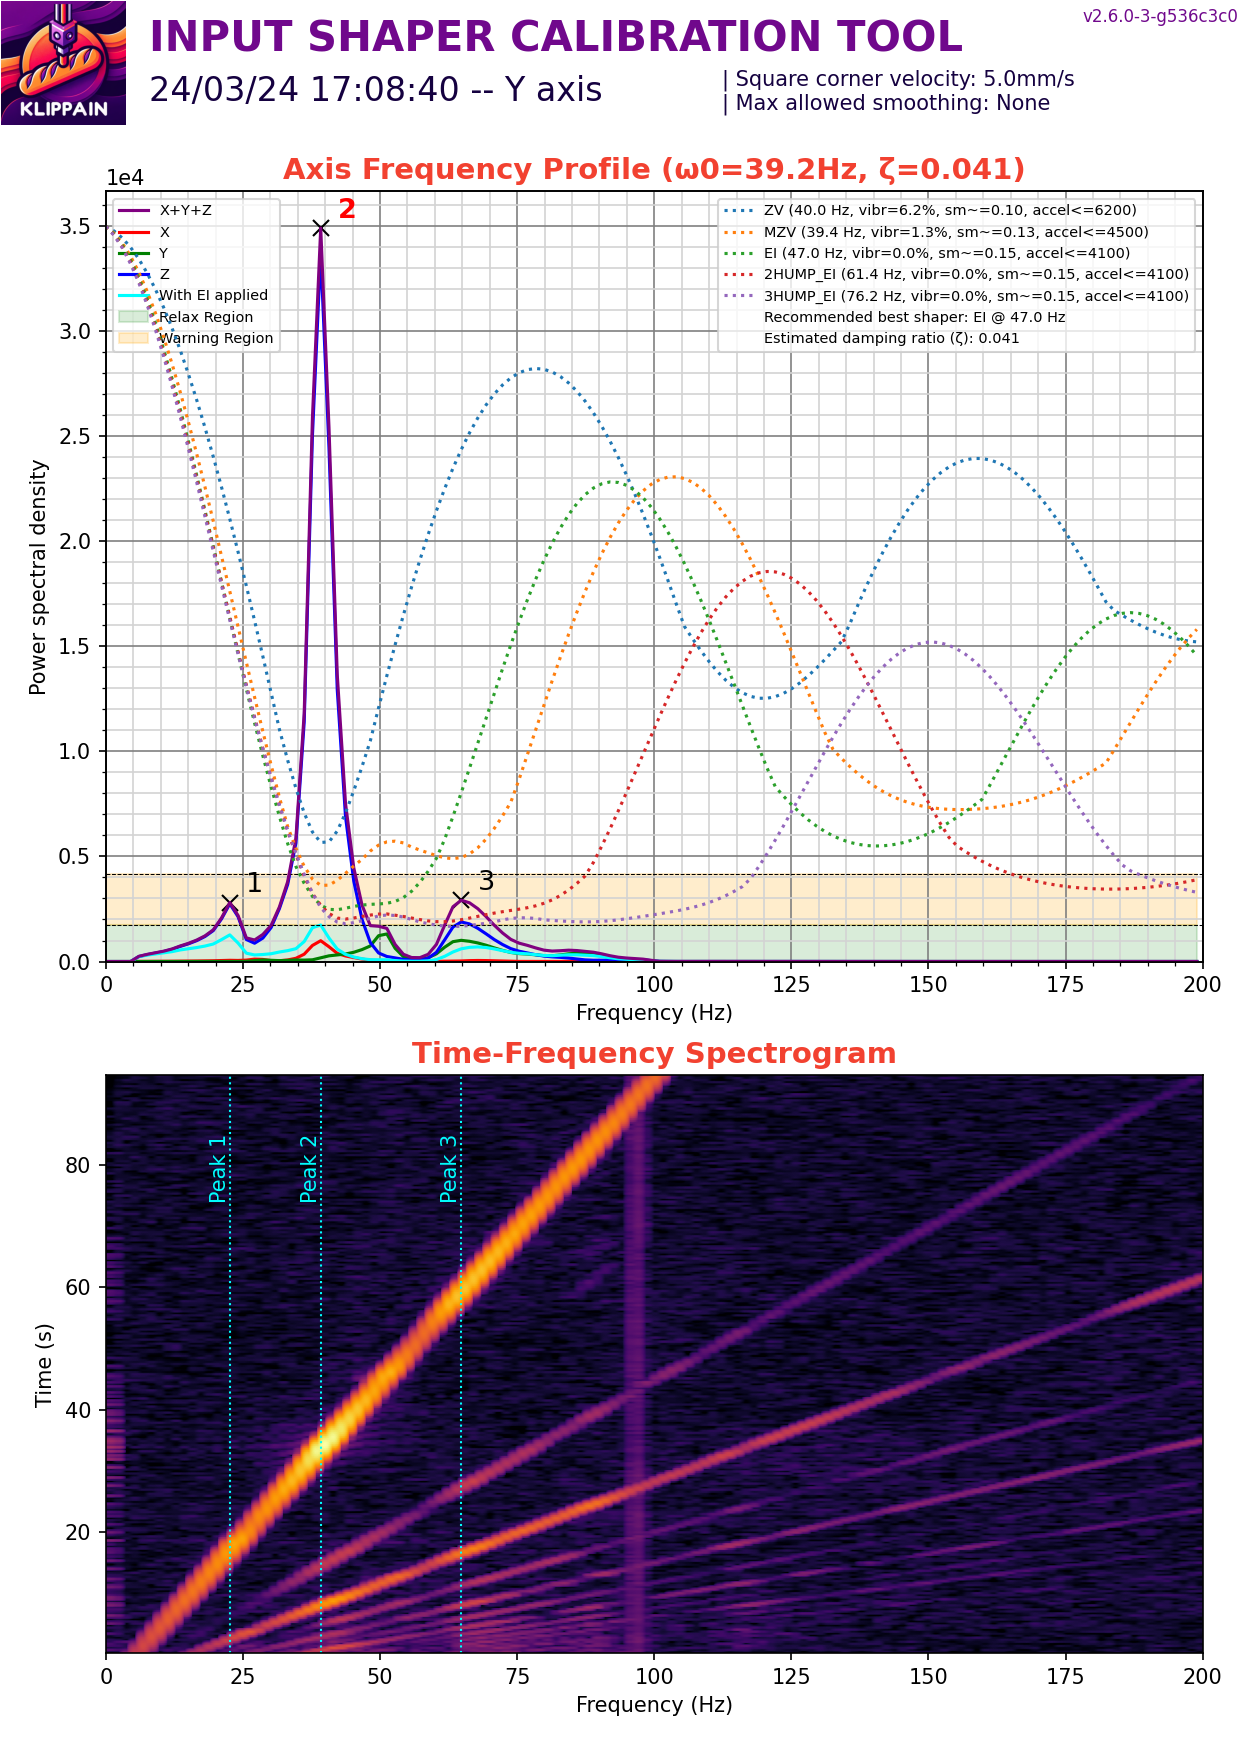 v2.6.0-3-g536c3c0
INPUT SHAPER CALIBRATION TOOL
24/03/24 17:08:40 -- Y axis
| Square corner velocity: 5.0mm/s
| Max allowed smoothing: None
KLIPPAIN
Axis Frequency Profile (ω0=39.2Hz, ζ=0.041)
1e4
X+Y+Z
X
Y
Z
With EI applied
Relax Region
Warning Region
ZV (40.0 Hz, vibr=6.2%, sm~=0.10, accel<=6200)
MZV (39.4 Hz, vibr=1.3%, sm~=0.13, accel<=4500)
EI (47.0 Hz, vibr=0.0%, sm~=0.15, accel<=4100)
2HUMP_EI (61.4 Hz, vibr=0.0%, sm~=0.15, accel<=4100)
3HUMP_EI (76.2 Hz, vibr=0.0%, sm~=0.15, accel<=4100)
Recommended best shaper: EI @ 47.0 Hz
Estimated damping ratio (ζ): 0.041
2
1
3
3.5
3.0
2.5
2.0
1.5
1.0
0.5
0.0
Power spectral density
0 25 50 75 100 125 150 175 200
Frequency (Hz)
Time-Frequency Spectrogram
Peak 1
Peak 2
Peak 3
80
60
40
20
Time (s)
0 25 50 75 100 125 150 175 200
Frequency (Hz)